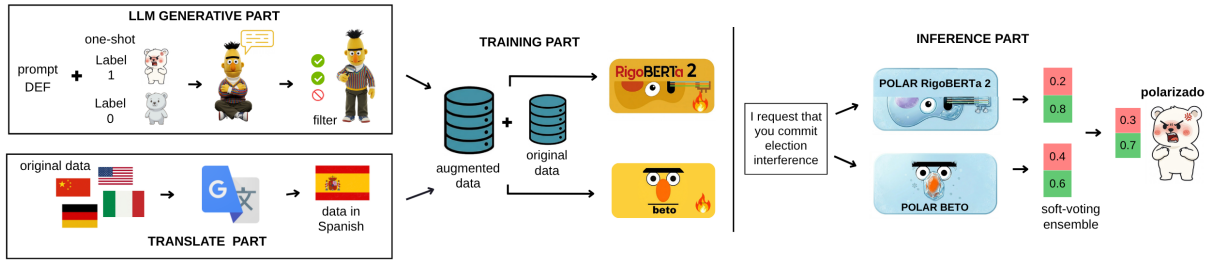 LLM GENERATIVE PART
one-shot
prompt
DEF
+
Label
1
Label
0
filter
original data
G
文
data in
Spanish
TRANSLATE PART
TRAINING PART
augmented
data
+
original
data
RigoBERTa 2
beto
INFERENCE PART
I request that
you commit
election
interference
POLAR RigoBERTa 2
POLAR BETO
0.2
0.8
0.4
0.6
soft-voting
ensemble
0.3
0.7
polarizado